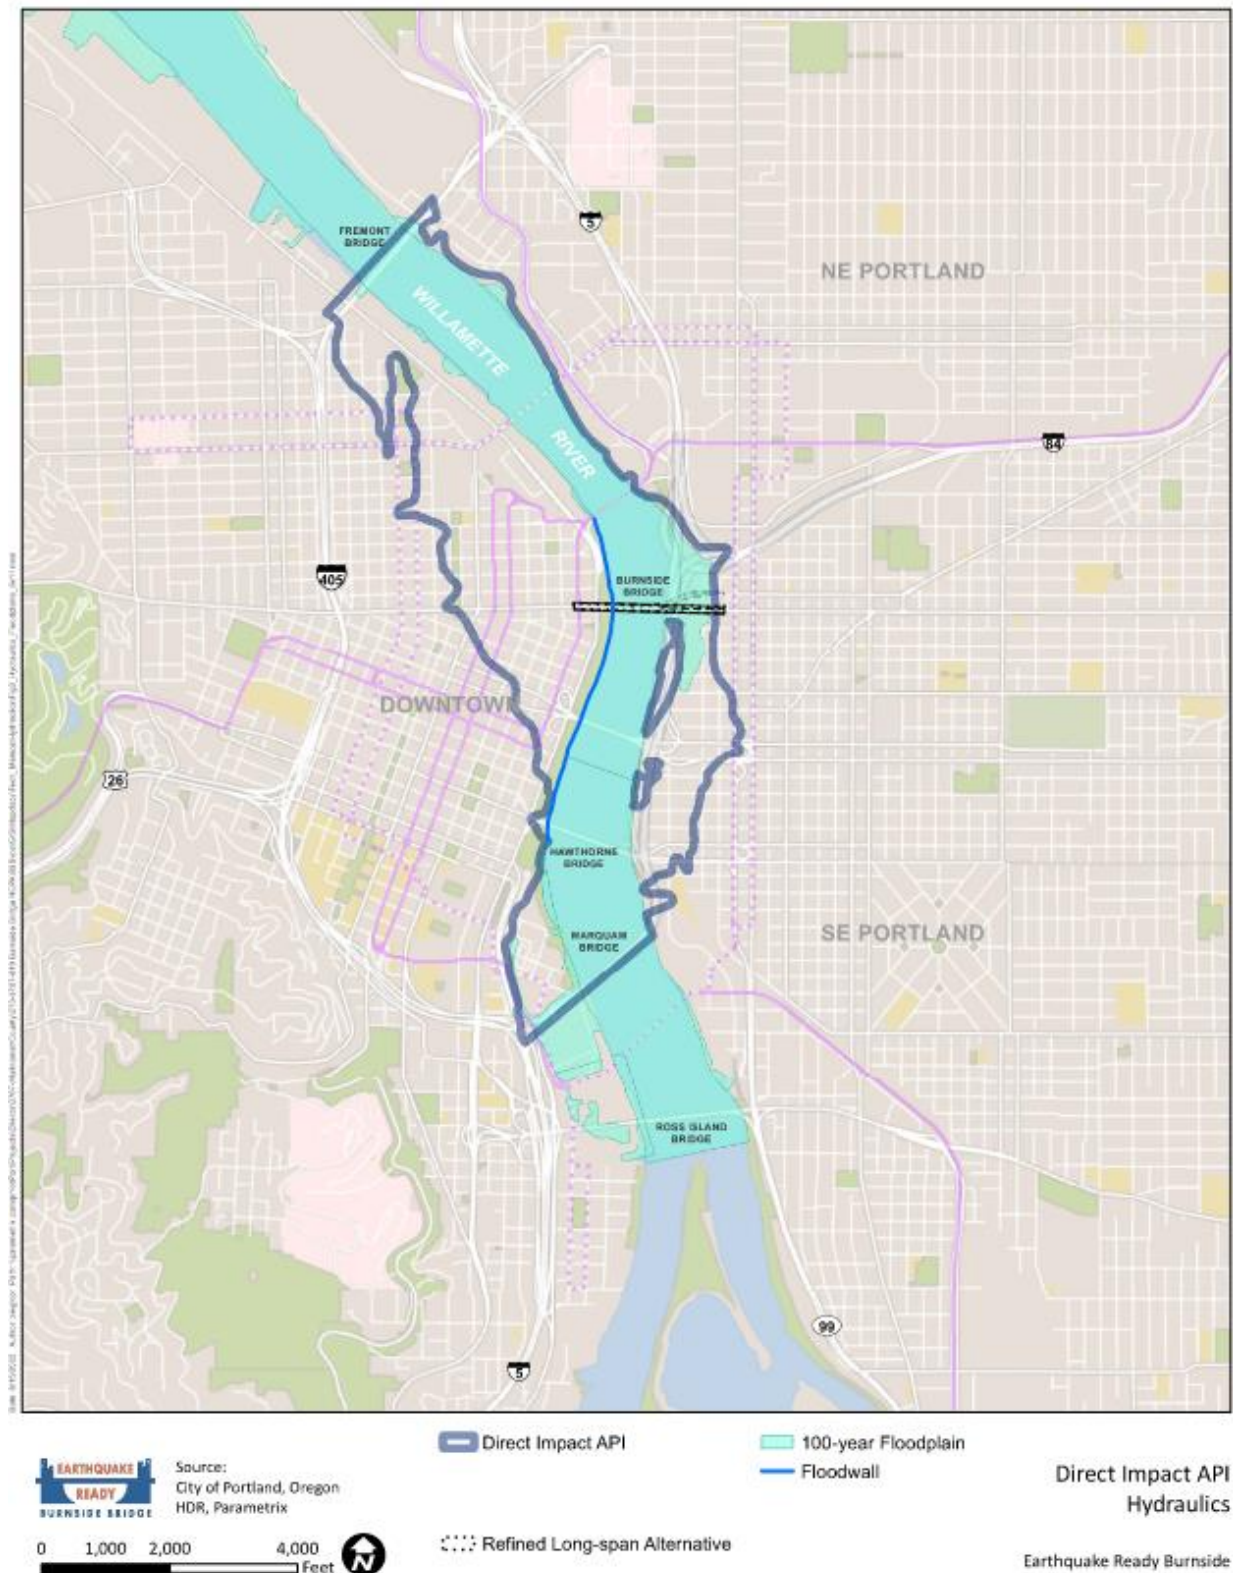 FREMONT
BRIDGE
5
NE PORTLAND
WILLAMETTE
RIVER
84
405
BURNSIDE
BRIDGE
DOWNTOWN
26
HAWTHORNE
BRIDGE
MARQUAM
BRIDGE
SE PORTLAND
ROSS ISLAND
BRIDGE
99
5
Direct Impact API
100-year Floodplain
Floodwall
Refined Long-span Alternative
EARTHQUAKE
READY
BURNSIDE BRIDGE
Source:
City of Portland, Oregon
HDR, Parametrix
0 1,000 2,000 4,000
Feet
N
Direct Impact API
Hydraulics
Earthquake Ready Burnside